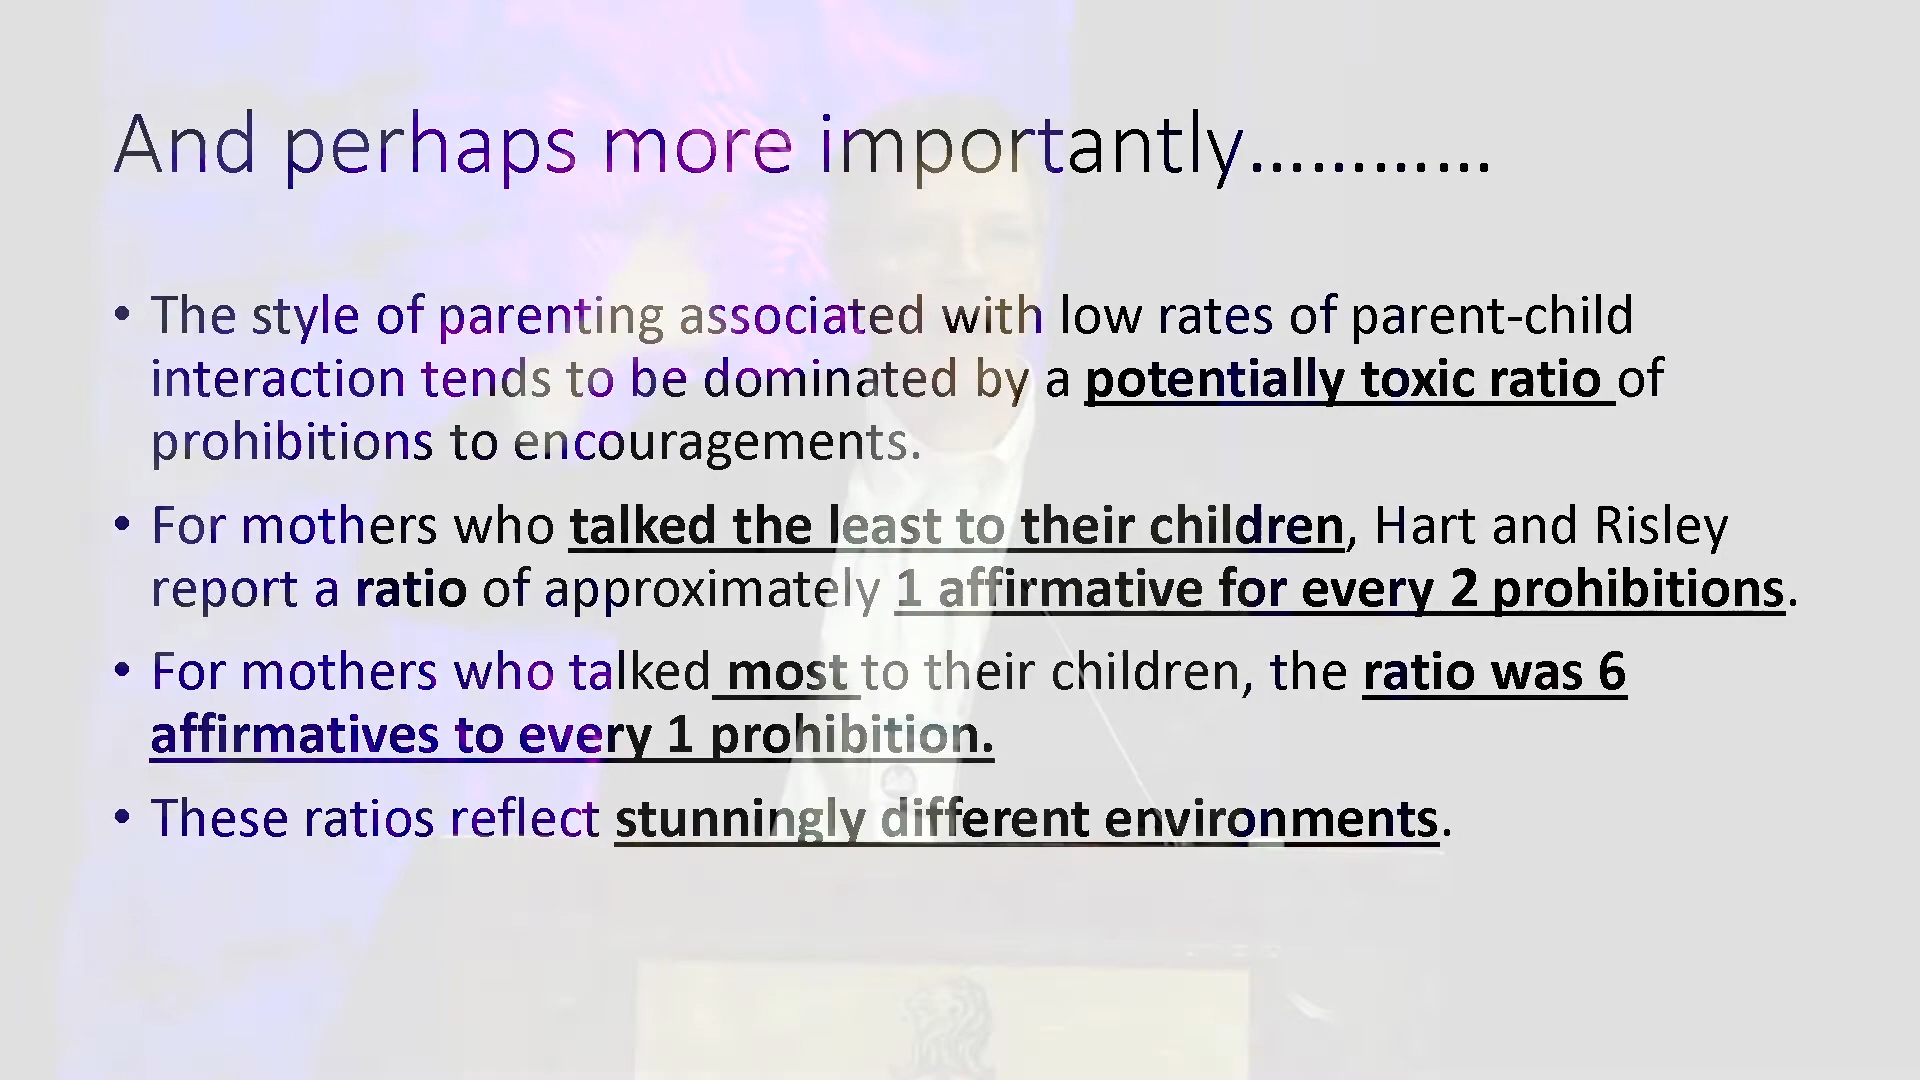 And perhaps more importantly…………
• The style of parenting associated with low rates of parent-child
interaction tends to be dominated by a potentially toxic ratio of
prohibitions to encouragements.
• For mothers who talked the least to their children, Hart and Risley
report a ratio of approximately 1 affirmative for every 2 prohibitions.
• For mothers who talked most to their children, the ratio was 6
affirmatives to every 1 prohibition.
• These ratios reflect stunningly different environments.